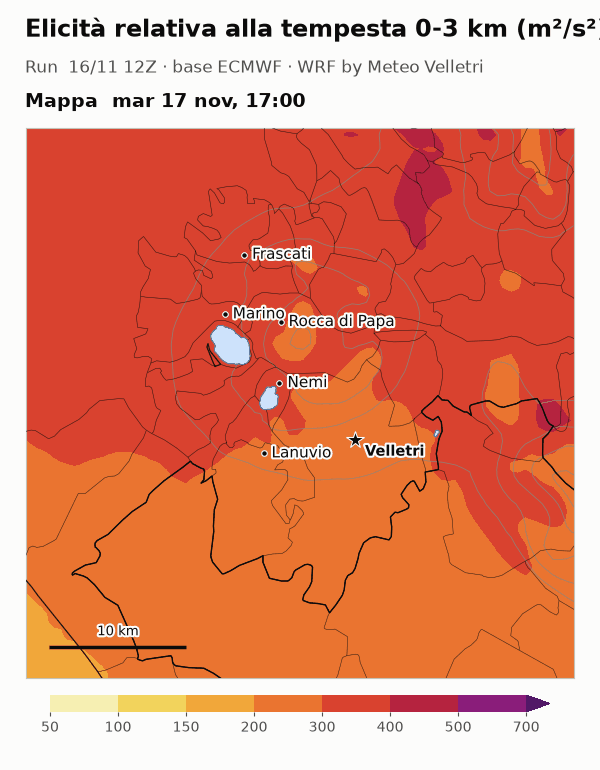 Elicità relativa alla tempesta 0-3 km (m²/s²)
Run  16/11 12Z · base ECMWF · WRF by Meteo Velletri
Mappa  mar 17 nov, 17:00
Frascati
Marino
Rocca di Papa
Nemi
Velletri
Lanuvio
10 km
50 100 150 200 300 400 500 700